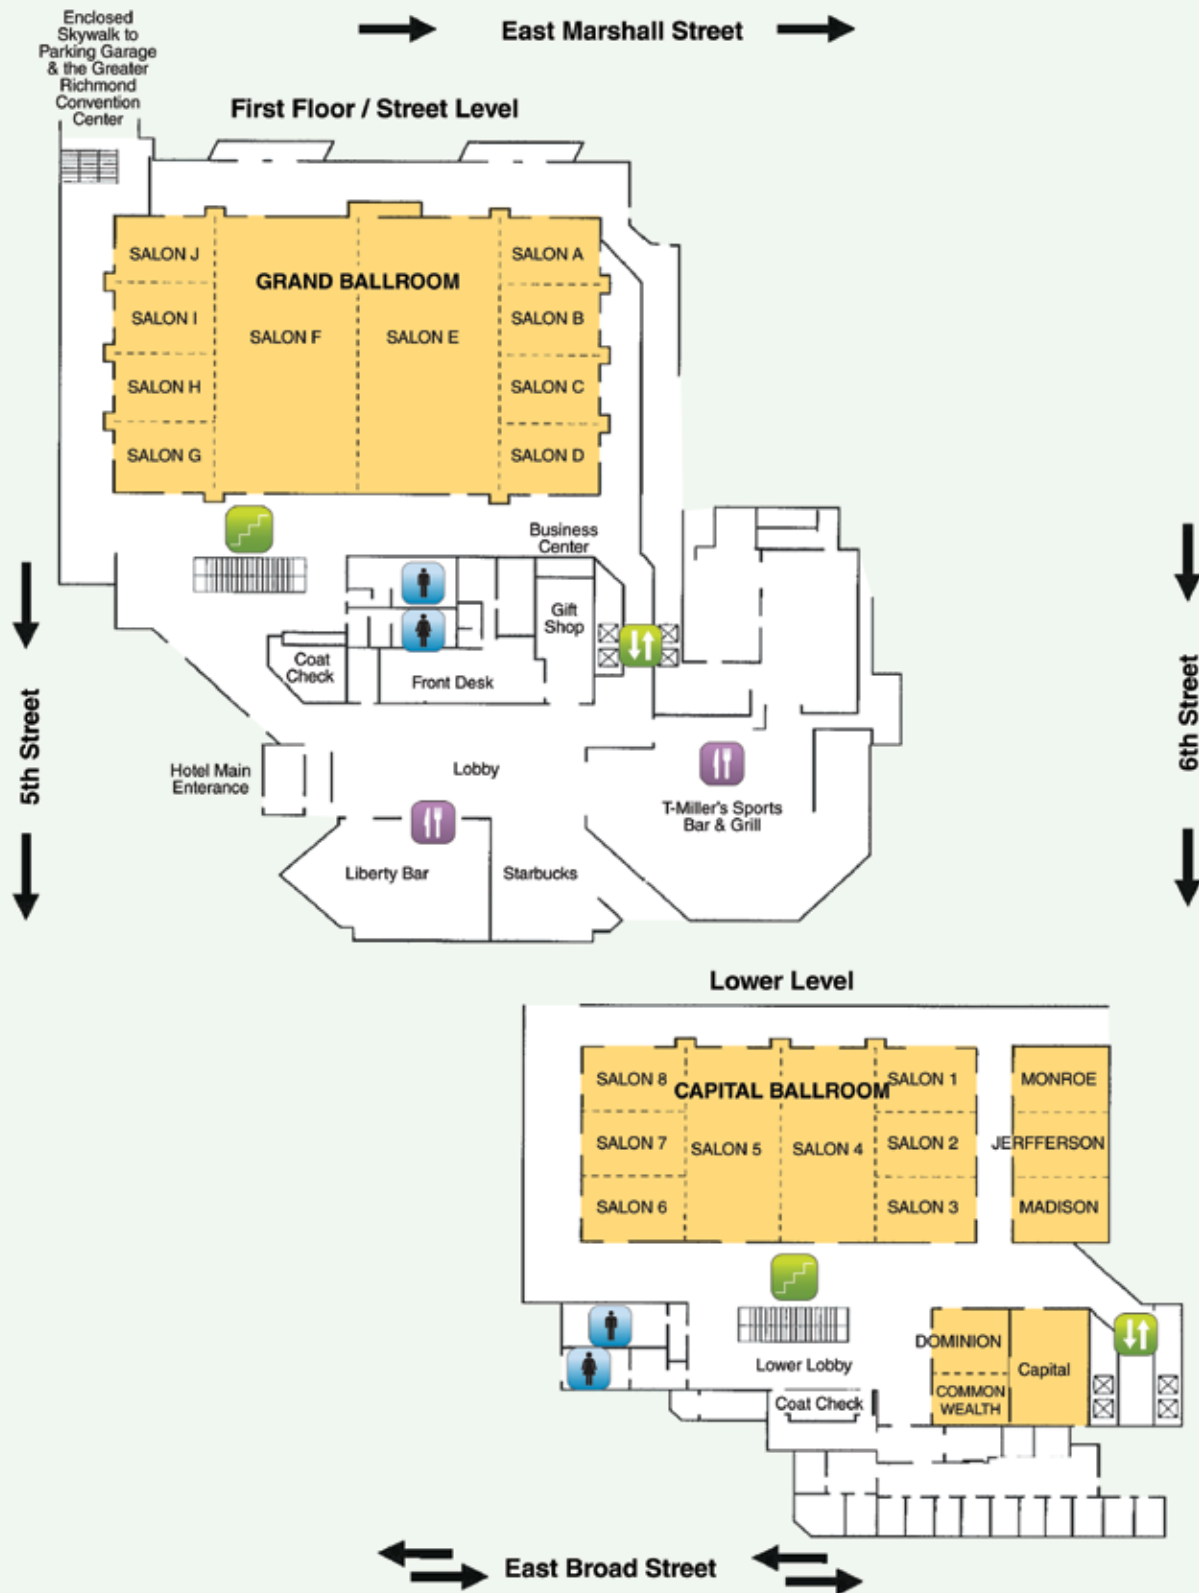 Enclosed
Skywalk to
Parking Garage
& the Greater
Richmond
Convention
Center
East Marshall Street
First Floor / Street Level
SALON J
SALON A
GRAND BALLROOM
SALON I
SALON B
SALON F
SALON E
SALON H
SALON C
SALON G
SALON D
Business
Center
Gift
Shop
Coat
Check
Front Desk
5th Street
6th Street
Hotel Main
Enterance
Lobby
T-Miller's Sports
Bar & Grill
Liberty Bar
Starbucks
Lower Level
SALON 8
CAPITAL BALLROOM
SALON 1
MONROE
SALON 7
SALON 5
SALON 4
SALON 2
JERFFERSON
SALON 6
SALON 3
MADISON
DOMINION
Lower Lobby
Capital
COMMON
WEALTH
Coat Check
East Broad Street